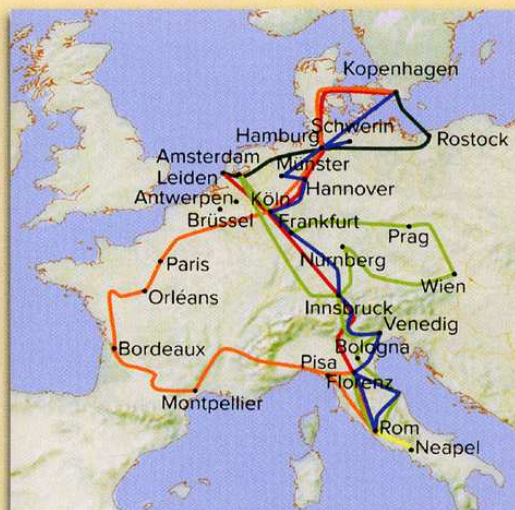 Kopenhagen
Schwerin
Hamburg
Rostock
Amsterdam
Münster
Leiden
Hannover
Antwerpen
Köln
Brüssel
Frankfurt
Prag
Nürnberg
Paris
Wien
Orléans
Innsbruck
Venedig
Bordeaux
Bologna
Pisa
Florenz
Montpellier
Rom
Neapel